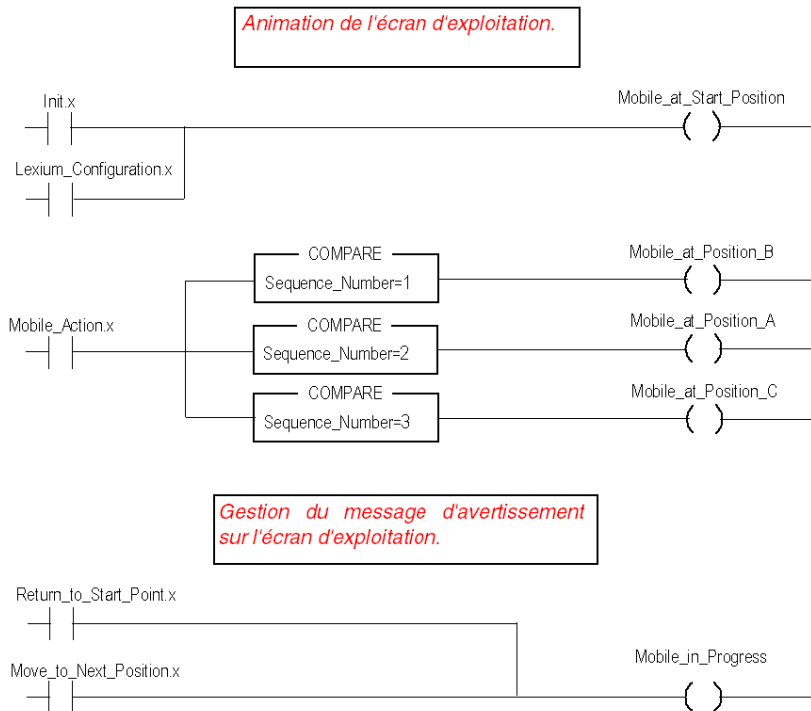 Animation de l'écran d'exploitation.
Init.x
Mobile_at_Start_Position
Lexium_Configuration.x
COMPARE
Sequence_Number=1
Mobile_at_Position_B
Mobile_Action.x
COMPARE
Sequence_Number=2
Mobile_at_Position_A
COMPARE
Sequence_Number=3
Mobile_at_Position_C
Gestion du message d'avertissement
sur l'écran d'exploitation.
Return_to_Start_Point.x
Move_to_Next_Position.x
Mobile_in_Progress